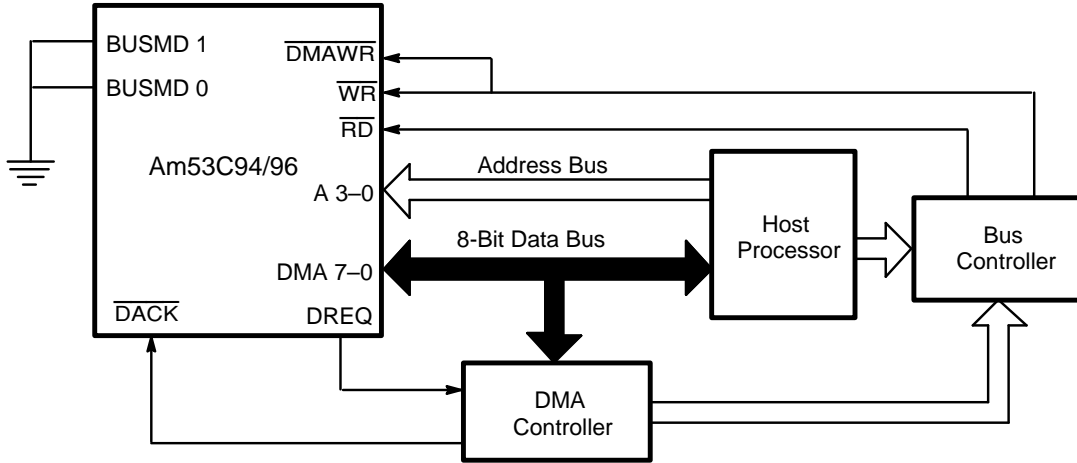 BUSMD 1
DMAWR
BUSMD 0
WR
RD
Am53C94/96
Address Bus
A 3–0
Host
Processor
Bus
Controller
8-Bit Data Bus
DMA 7–0
DACK
DREQ
DMA
Controller